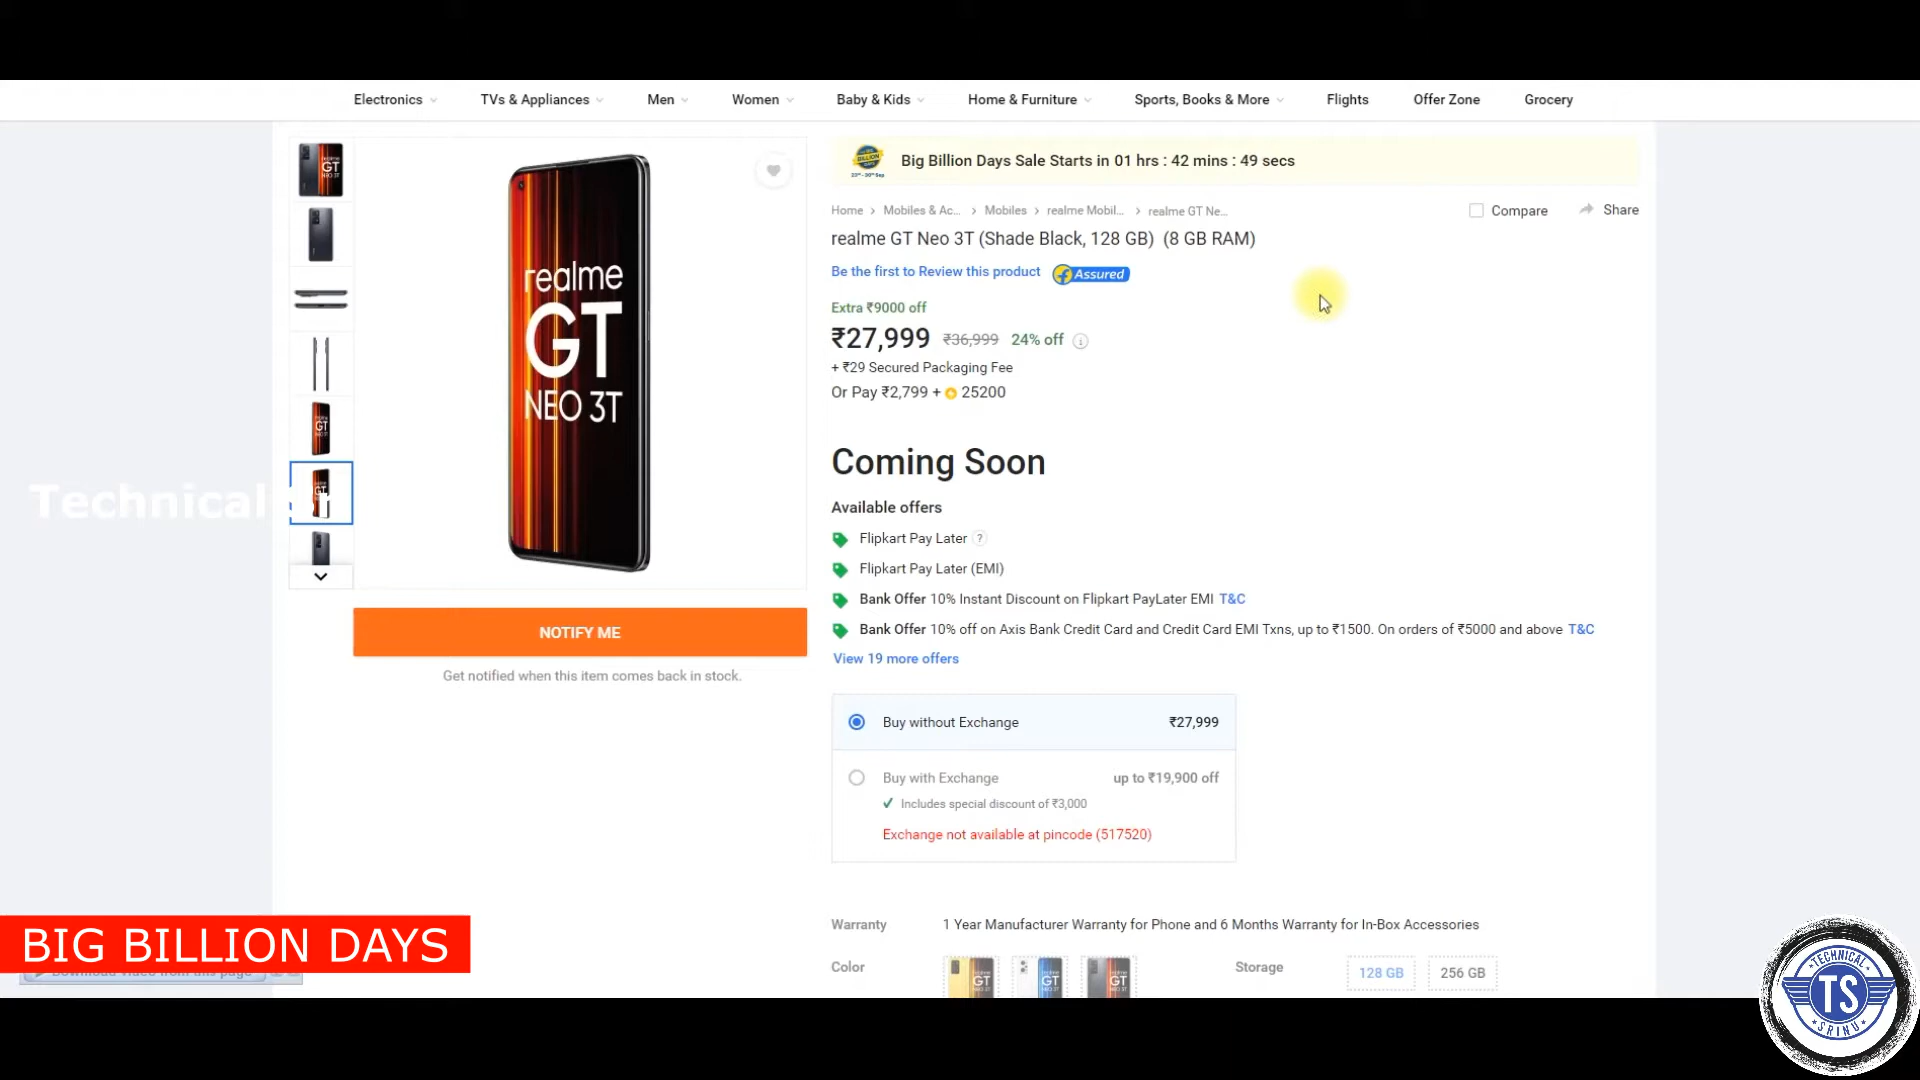 Electronics
TVs & Appliances
Men
Women
Baby & Kids
Home & Furniture
Sports, Books & More
Flights
Offer Zone
Grocery
Big Billion Days Sale Starts in 01 hrs : 42 mins : 49 secs
Home > Mobiles & Ac... > Mobiles > realme Mobil... > realme GT Ne...
Compare
Share
realme GT Neo 3T (Shade Black, 128 GB) (8 GB RAM)
Be the first to Review this product
Assured
Extra ₹9000 off
₹27,999 ₹36,999 24% off
+ ₹29 Secured Packaging Fee
Or Pay ₹2,799 + 25200
realme
GT
NEO 3T
Coming Soon
Available offers
Flipkart Pay Later ?
Flipkart Pay Later (EMI)
Bank Offer 10% Instant Discount on Flipkart PayLater EMI T&C
Bank Offer 10% off on Axis Bank Credit Card and Credit Card EMI Txns, up to ₹1500. On orders of ₹5000 and above T&C
View 19 more offers
Technical
NOTIFY ME
Get notified when this item comes back in stock.
Buy without Exchange ₹27,999
Buy with Exchange up to ₹19,900 off
Includes special discount of ₹3,000
Exchange not available at pincode (517520)
Warranty 1 Year Manufacturer Warranty for Phone and 6 Months Warranty for In-Box Accessories
Color
Storage 128 GB 256 GB
BIG BILLION DAYS
Download video from this page
TECHNICAL
TS
SRINU